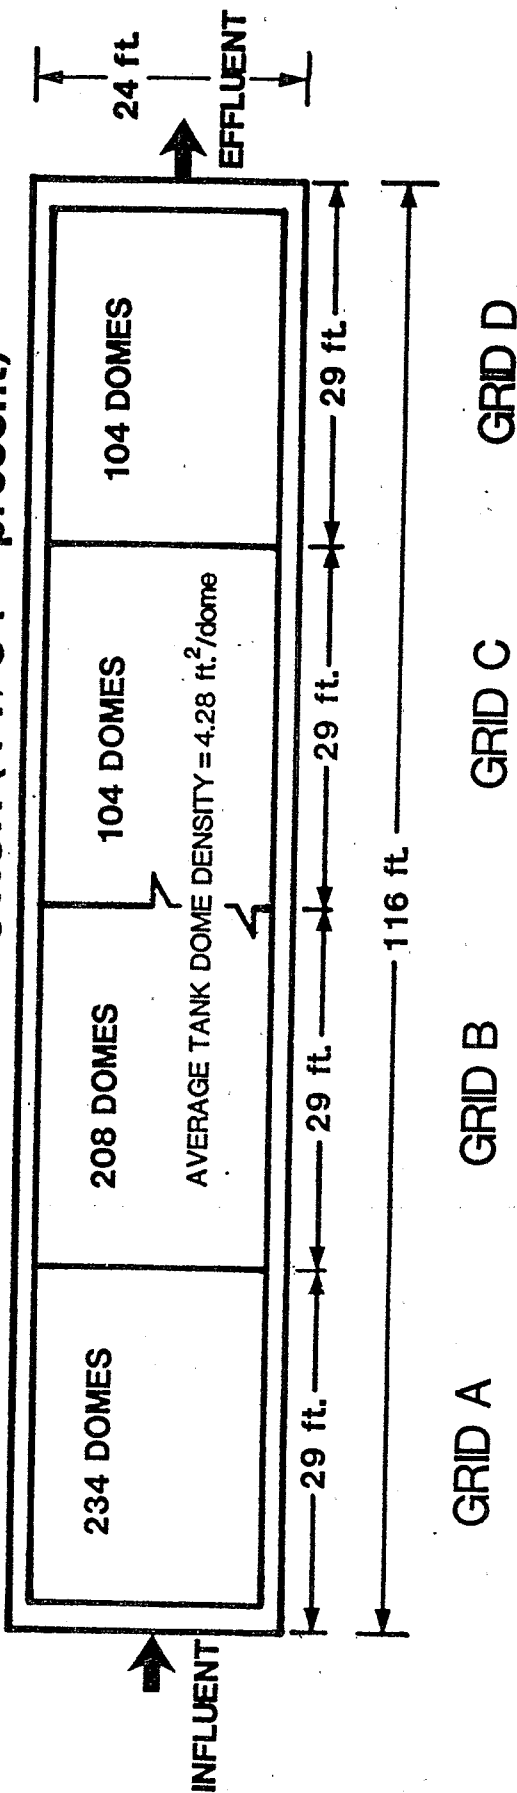 24 ft.
INFLUENT
EFFLUENT
234 DOMES
208 DOMES
104 DOMES
104 DOMES
AVERAGE TANK DOME DENSITY = 4.28 ft.²/dome
29 ft.
29 ft.
29 ft.
29 ft.
116 ft.
GRID A
GRID B
GRID C
GRID D